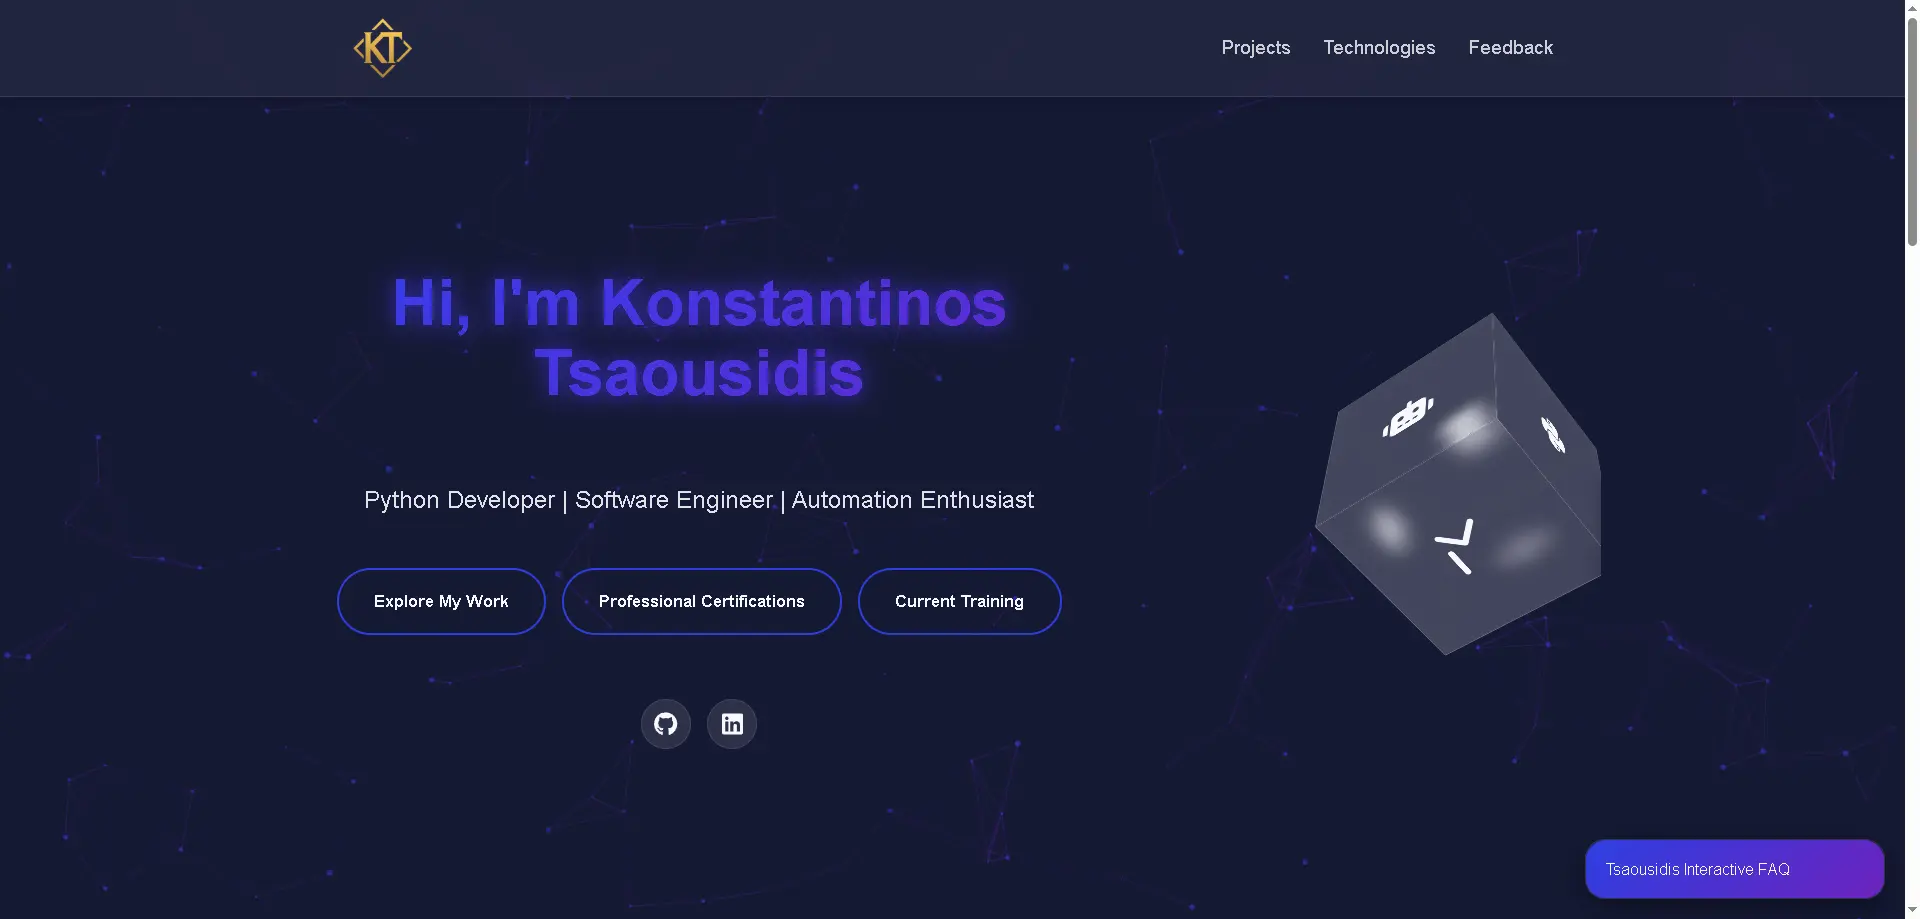 KT
Projects
Technologies
Feedback
Hi, I'm Konstantinos
Tsaousidis
Python Developer | Software Engineer | Automation Enthusiast
Explore My Work
Professional Certifications
Current Training
in
Tsaousidis Interactive FAQ